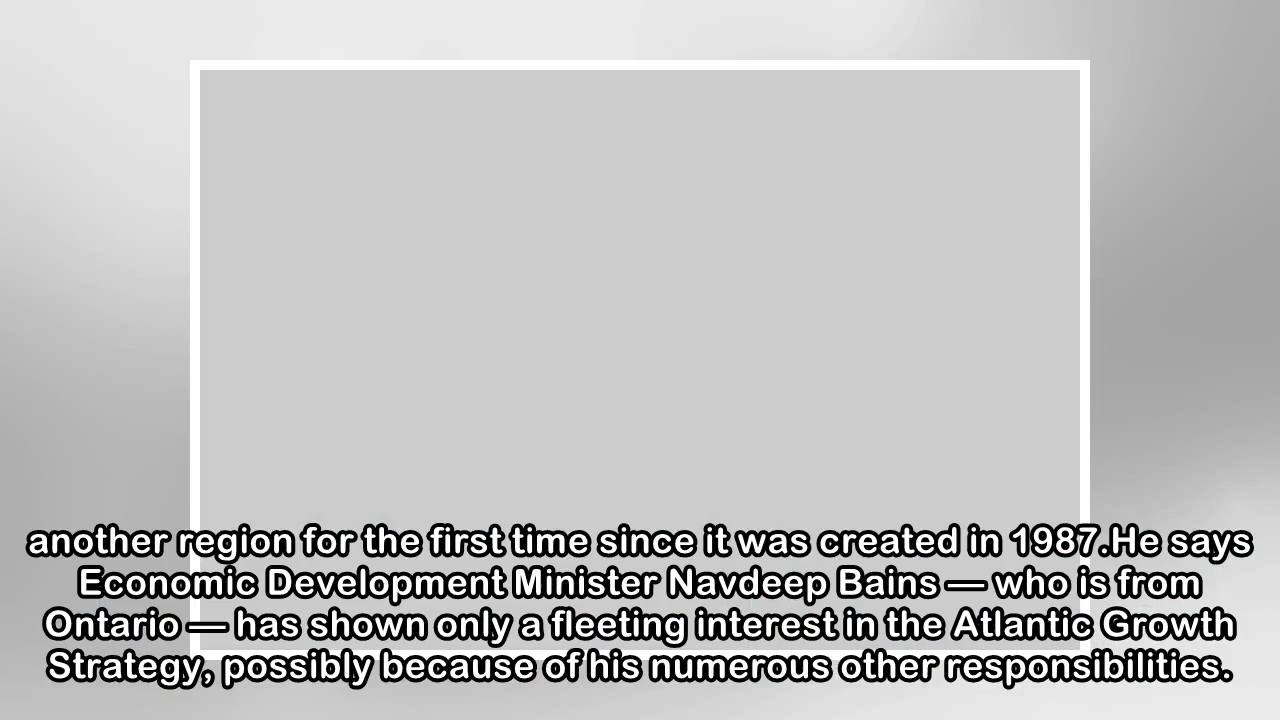 another region for the first time since it was created in 1987.He says
Economic Development Minister Navdeep Bains — who is from
Ontario — has shown only a fleeting interest in the Atlantic Growth
Strategy, possibly because of his numerous other responsibilities.